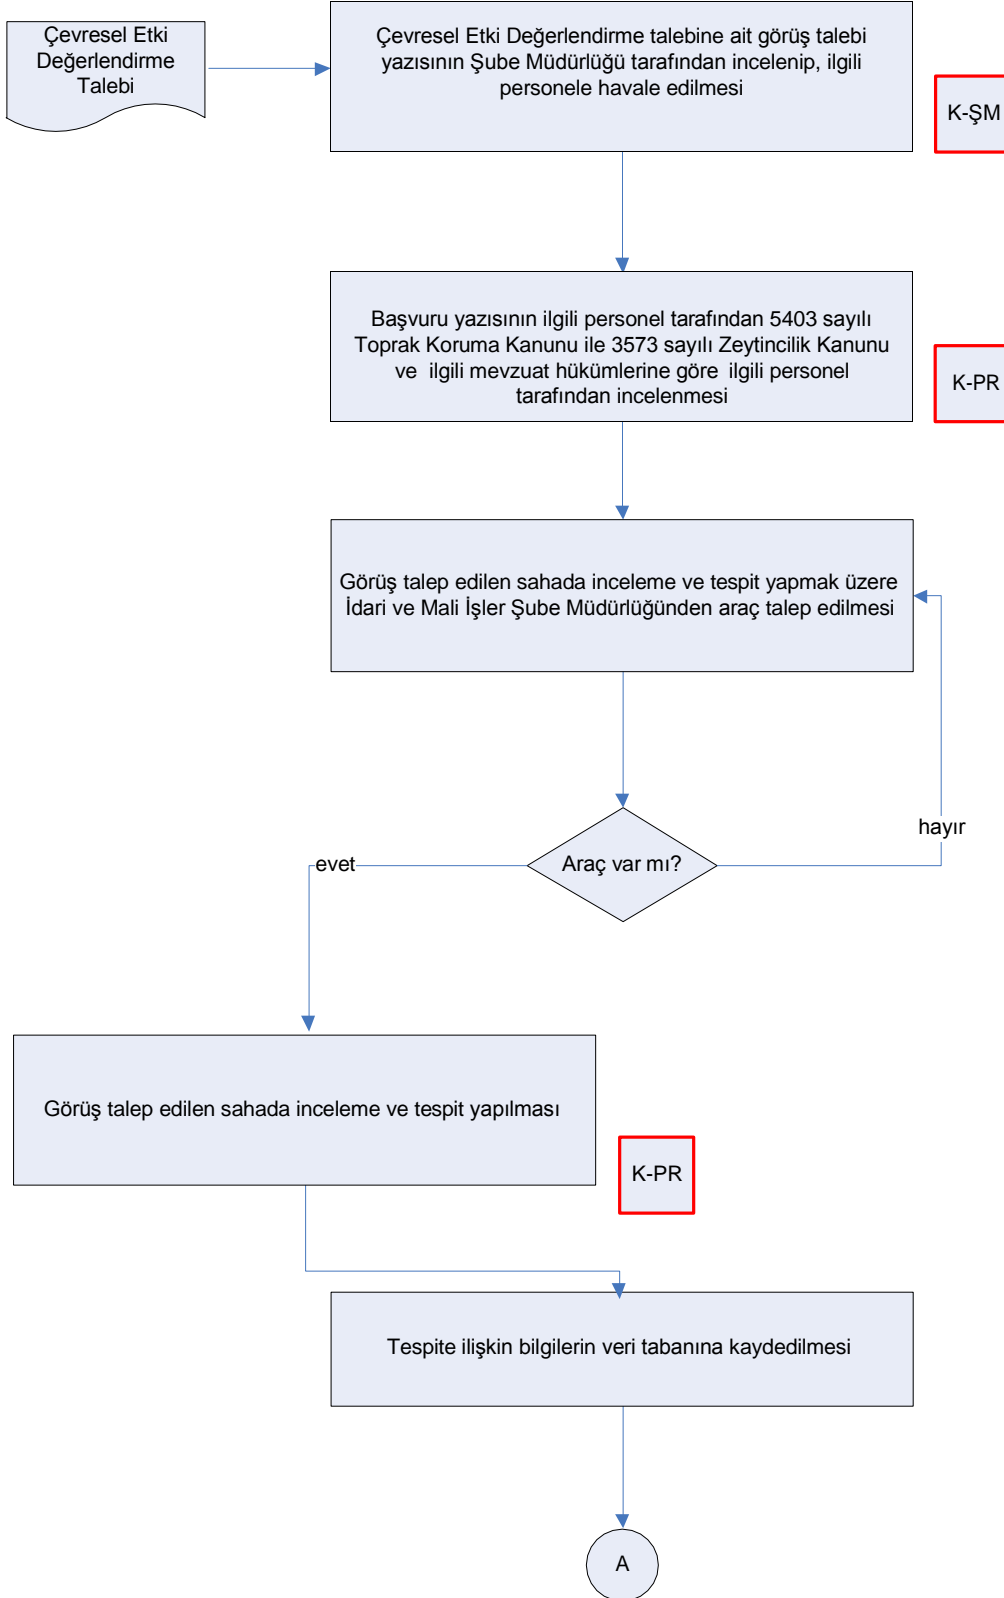 Çevresel Etki
Değerlendirme
Talebi
Çevresel Etki Değerlendirme talebine ait görüş talebi
yazısının Şube Müdürlüğü tarafından incelenip, ilgili
personele havale edilmesi
K-ŞM
Başvuru yazısının ilgili personel tarafından 5403 sayılı
Toprak Koruma Kanunu ile 3573 sayılı Zeytincilik Kanunu
ve ilgili mevzuat hükümlerine göre ilgili personel
tarafından incelenmesi
K-PR
Görüş talep edilen sahada inceleme ve tespit yapmak üzere
İdari ve Mali İşler Şube Müdürlüğünden araç talep edilmesi
hayır
Araç var mı?
evet
Görüş talep edilen sahada inceleme ve tespit yapılması
K-PR
Tespite ilişkin bilgilerin veri tabanına kaydedilmesi
A